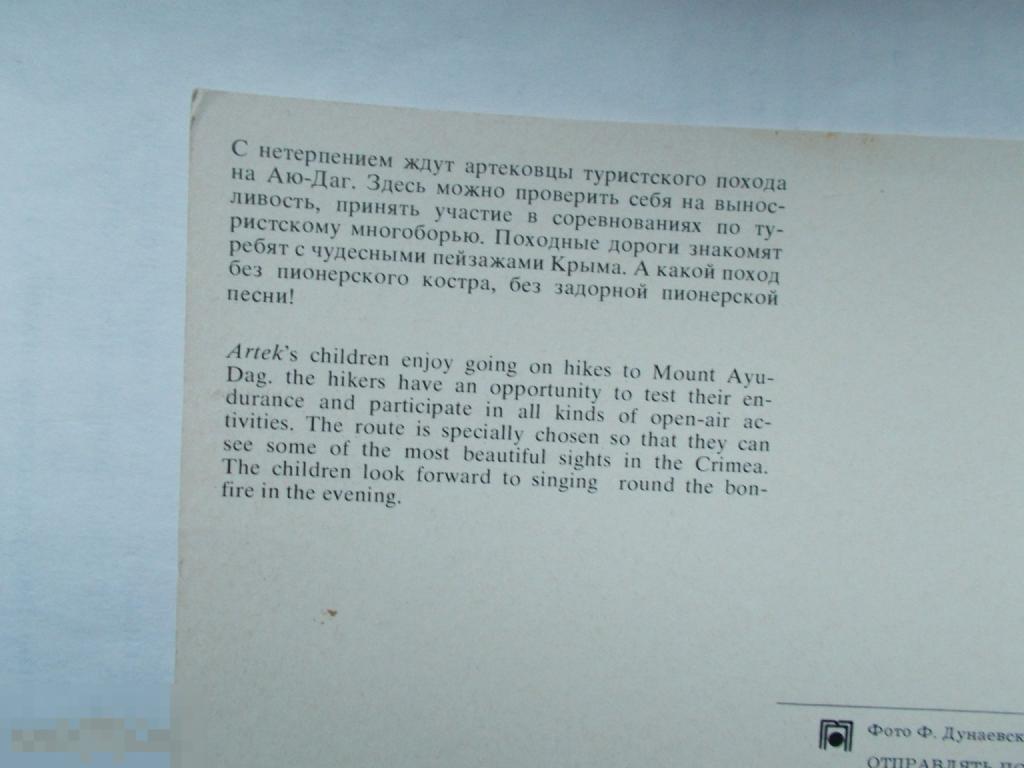 С нетерпением ждут артековцы туристского похода
на Аю-Даг. Здесь можно проверить себя на вынос-
ливость, принять участие в соревнованиях по ту-
ристскому многоборью. Походные дороги знакомят
ребят с чудесными пейзажами Крыма. А какой поход
без пионерского костра, без задорной пионерской
песни!
Artek's children enjoy going on hikes to Mount Ayu-
Dag. the hikers have an opportunity to test their en-
durance and participate in all kinds of open-air ac-
tivities. The route is specially chosen so that they can
see some of the most beautiful sights in the Crimea.
The children look forward to singing round the bon-
fire in the evening.
Фото Ф. Дунаевск
ОТПРАВЛЯТЬ ПО